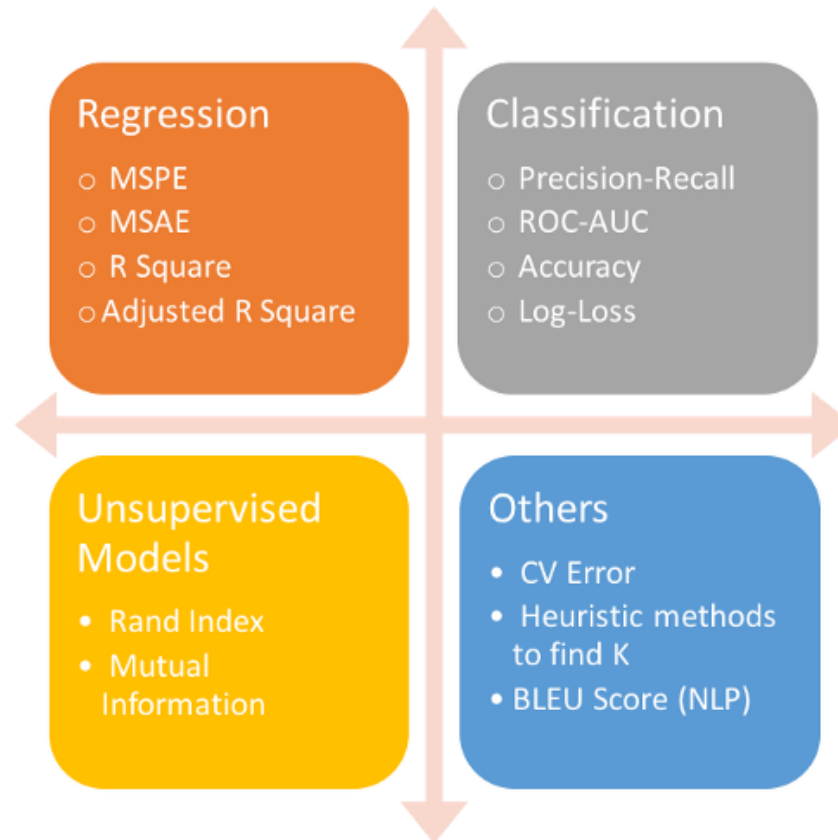 Regression
○ MSPE
○ MSAE
○ R Square
○ Adjusted R Square
Classification
○ Precision-Recall
○ ROC-AUC
○ Accuracy
○ Log-Loss
Unsupervised
Models
• Rand Index
• Mutual
Information
Others
• CV Error
• Heuristic methods
to find K
• BLEU Score (NLP)